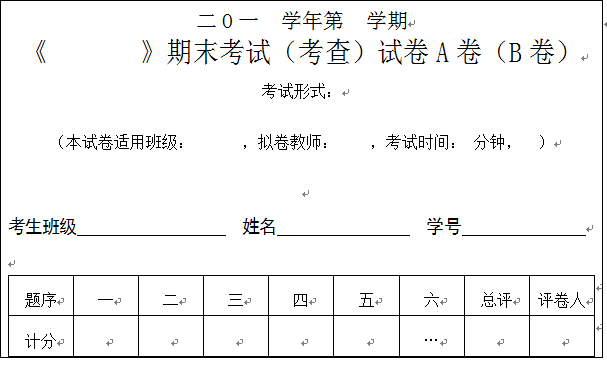 二０一　学年第　学期
《　　　　》期末考试（考查）试卷A卷（B卷）
考试形式：
（本试卷适用班级：　　　，拟卷教师：　　，考试时间：　分钟，　）
考生班级________________　姓名______________　学号______________
题序　一　二　三　四　五　六　总评　评卷人
计分　…